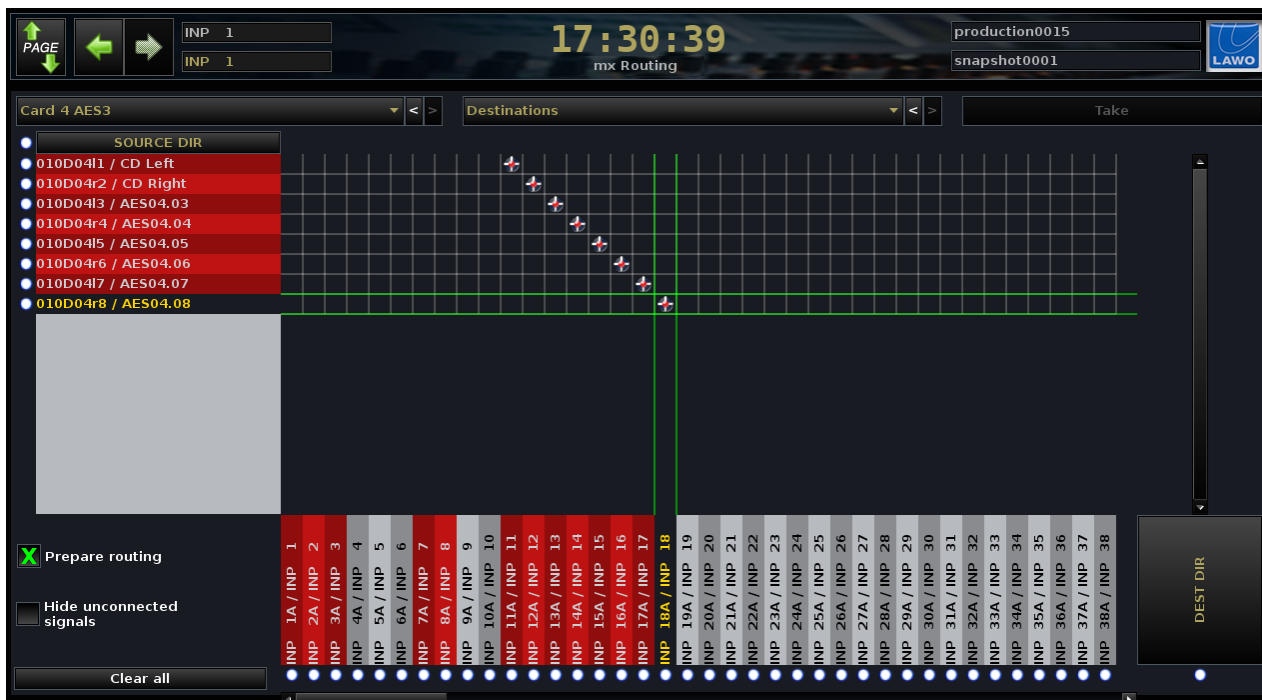 PAGE
INP 1
INP 1
17:30:39
mx Routing
production0015
snapshot0001
LAWO
Card 4 AES3
<
>
Destinations
<
>
Take
SOURCE DIR
010D04l1 / CD Left
010D04r2 / CD Right
010D04l3 / AES04.03
010D04r4 / AES04.04
010D04l5 / AES04.05
010D04r6 / AES04.06
010D04l7 / AES04.07
010D04r8 / AES04.08
X Prepare routing
Hide unconnected
signals
Clear all
INP 1A / INP 1
INP 2A / INP 2
INP 3A / INP 3
INP 4A / INP 4
INP 5A / INP 5
INP 6A / INP 6
INP 7A / INP 7
INP 8A / INP 8
INP 9A / INP 9
INP 10A / INP 10
INP 11A / INP 11
INP 12A / INP 12
INP 13A / INP 13
INP 14A / INP 14
INP 15A / INP 15
INP 16A / INP 16
INP 17A / INP 17
INP 18A / INP 18
INP 19A / INP 19
INP 20A / INP 20
INP 21A / INP 21
INP 22A / INP 22
INP 23A / INP 23
INP 24A / INP 24
INP 25A / INP 25
INP 26A / INP 26
INP 27A / INP 27
INP 28A / INP 28
INP 29A / INP 29
INP 30A / INP 30
INP 31A / INP 31
INP 32A / INP 32
INP 33A / INP 33
INP 34A / INP 34
INP 35A / INP 35
INP 36A / INP 36
INP 37A / INP 37
INP 38A / INP 38
DEST DIR